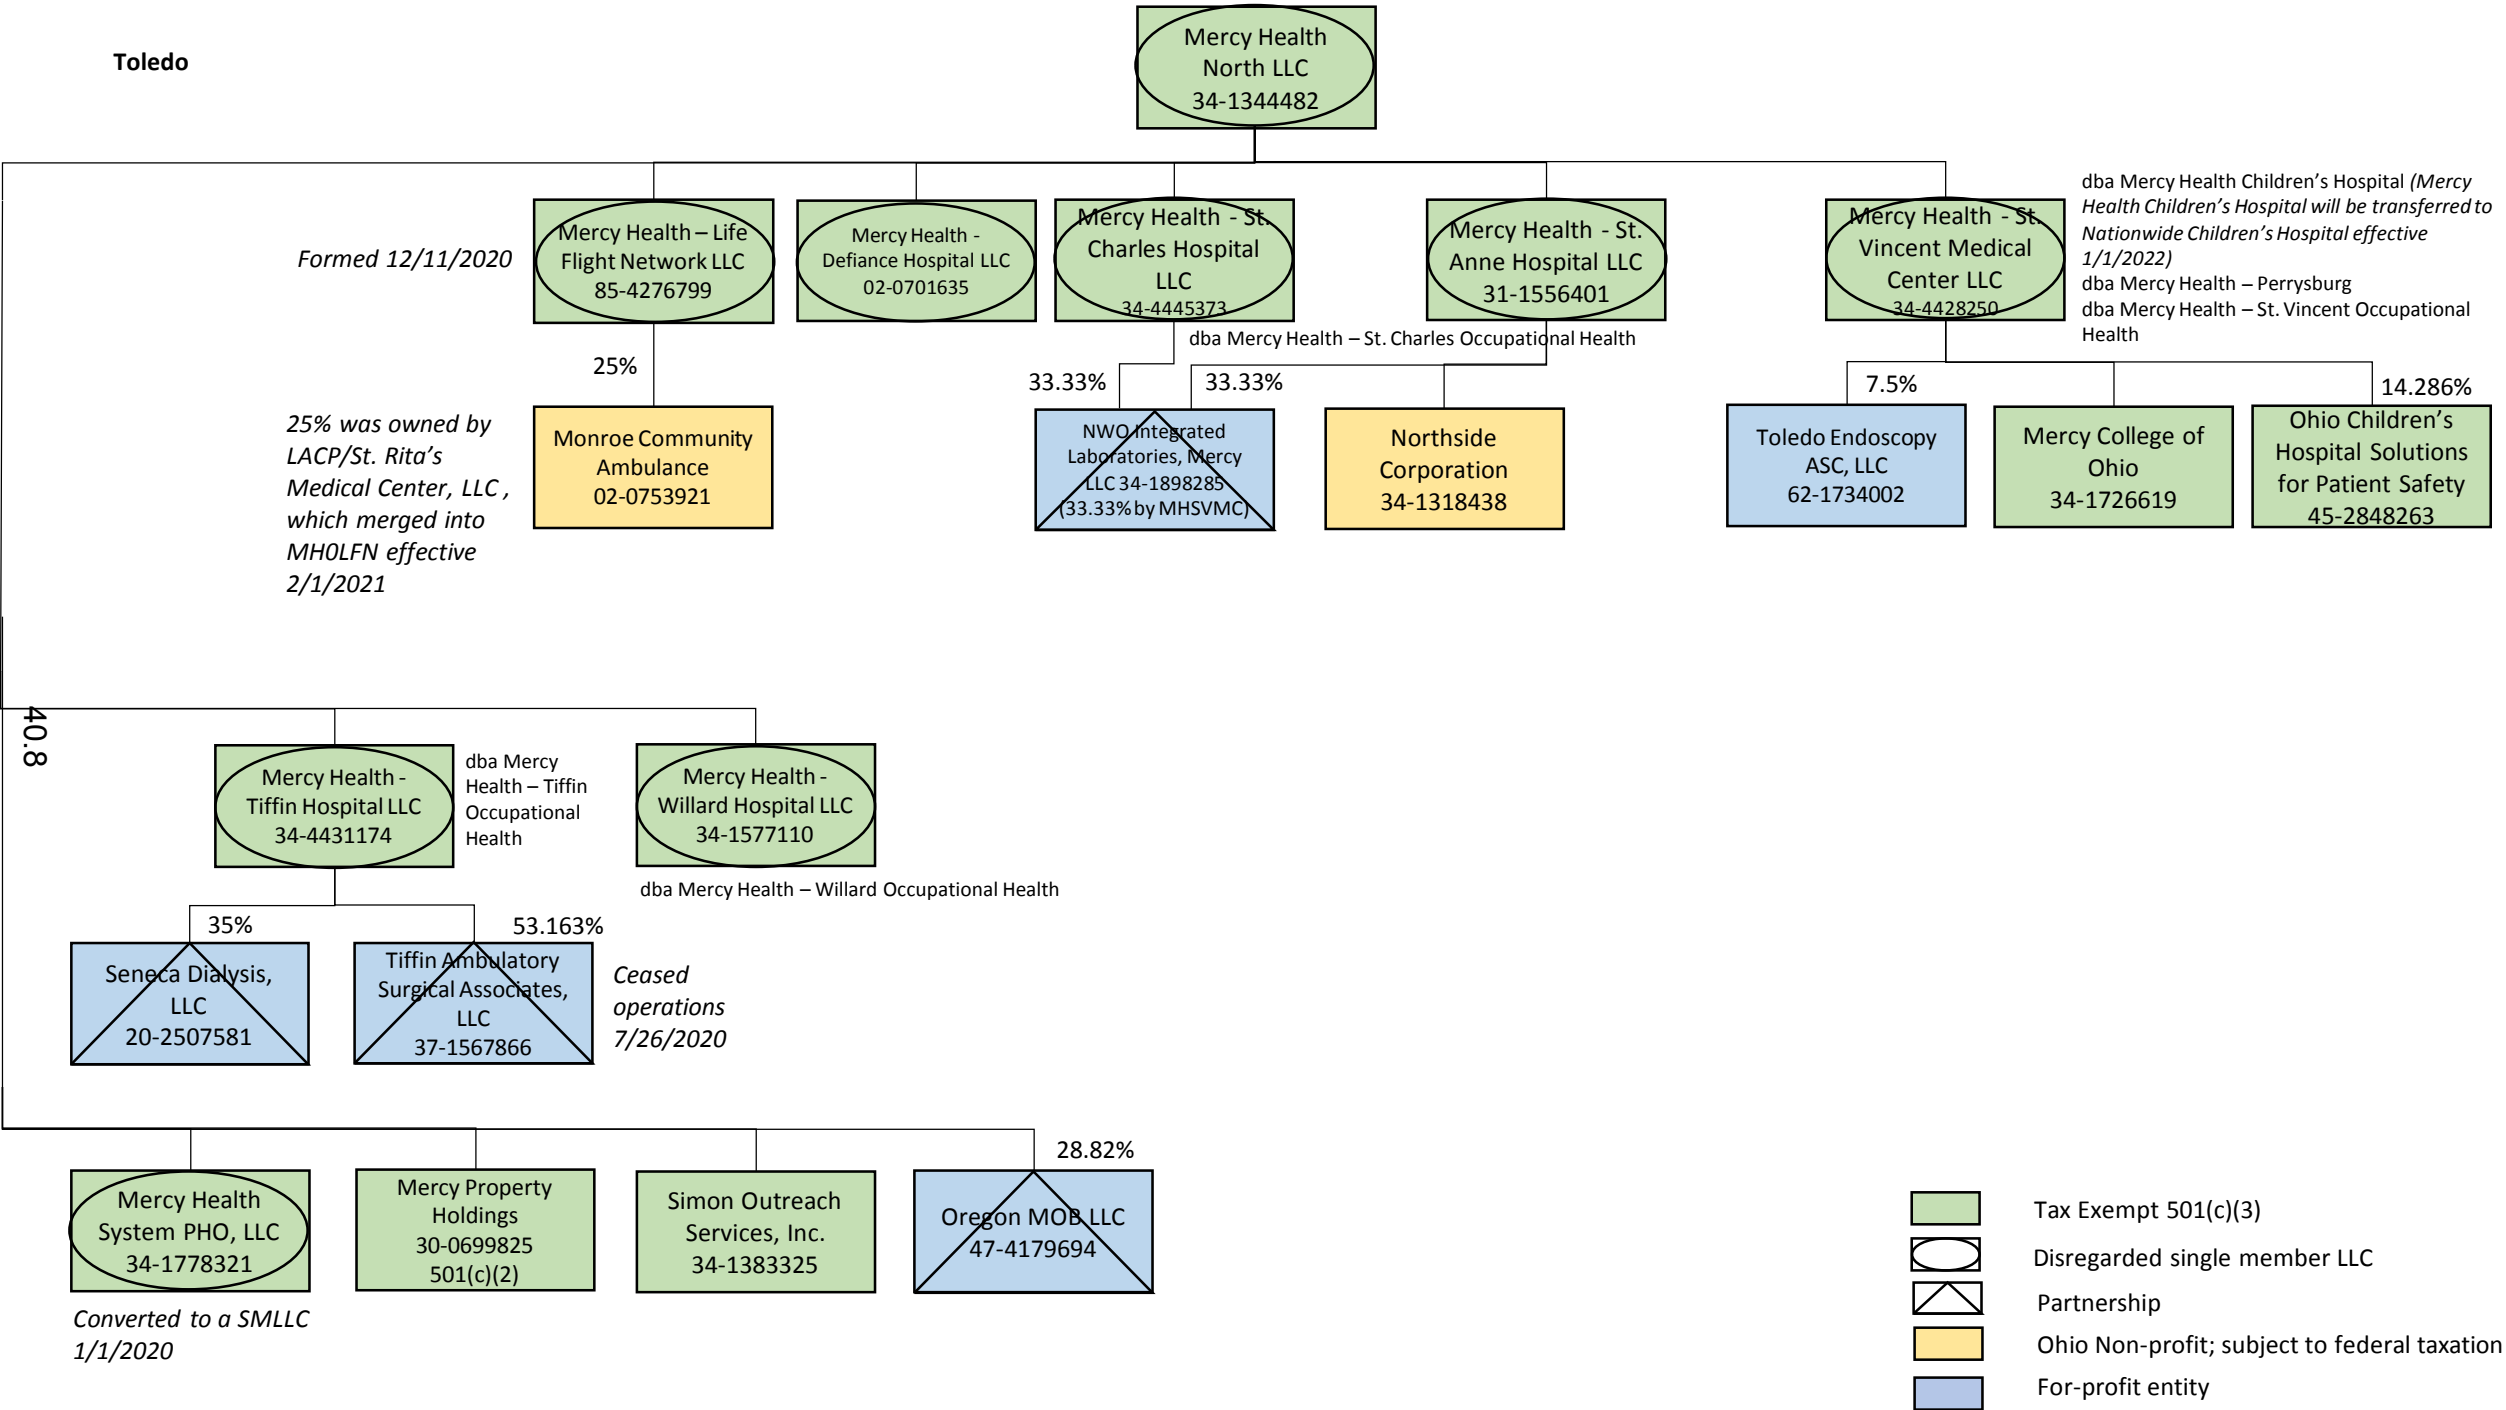 Toledo
Mercy Health
North LLC
34-1344482
Formed 12/11/2020
Mercy Health – Life
Flight Network LLC
85-4276799
Mercy Health -
Defiance Hospital LLC
02-0701635
Mercy Health - St.
Charles Hospital
LLC
34-4445373
Mercy Health - St.
Anne Hospital LLC
31-1556401
Mercy Health - St.
Vincent Medical
Center LLC
34-4428250
dba Mercy Health Children’s Hospital (Mercy
Health Children’s Hospital will be transferred to
Nationwide Children’s Hospital effective
1/1/2022)
dba Mercy Health – Perrysburg
dba Mercy Health – St. Vincent Occupational
Health
dba Mercy Health – St. Charles Occupational Health
25%
33.33%
33.33%
7.5%
14.286%
25% was owned by
LACP/St. Rita’s
Medical Center, LLC ,
which merged into
MH0LFN effective
2/1/2021
Monroe Community
Ambulance
02-0753921
NWO Integrated
Laboratories, Mercy
LLC 34-1898285
(33.33% by MHSVMC)
Northside
Corporation
34-1318438
Toledo Endoscopy
ASC, LLC
62-1734002
Mercy College of
Ohio
34-1726619
Ohio Children’s
Hospital Solutions
for Patient Safety
45-2848263
40.8
Mercy Health -
Tiffin Hospital LLC
34-4431174
dba Mercy
Health – Tiffin
Occupational
Health
Mercy Health -
Willard Hospital LLC
34-1577110
dba Mercy Health – Willard Occupational Health
35%
53.163%
Seneca Dialysis,
LLC
20-2507581
Tiffin Ambulatory
Surgical Associates,
LLC
37-1567866
Ceased
operations
7/26/2020
28.82%
Mercy Health
System PHO, LLC
34-1778321
Mercy Property
Holdings
30-0699825
501(c)(2)
Simon Outreach
Services, Inc.
34-1383325
Oregon MOB LLC
47-4179694
Converted to a SMLLC
1/1/2020
Tax Exempt 501(c)(3)
Disregarded single member LLC
Partnership
Ohio Non-profit; subject to federal taxation
For-profit entity